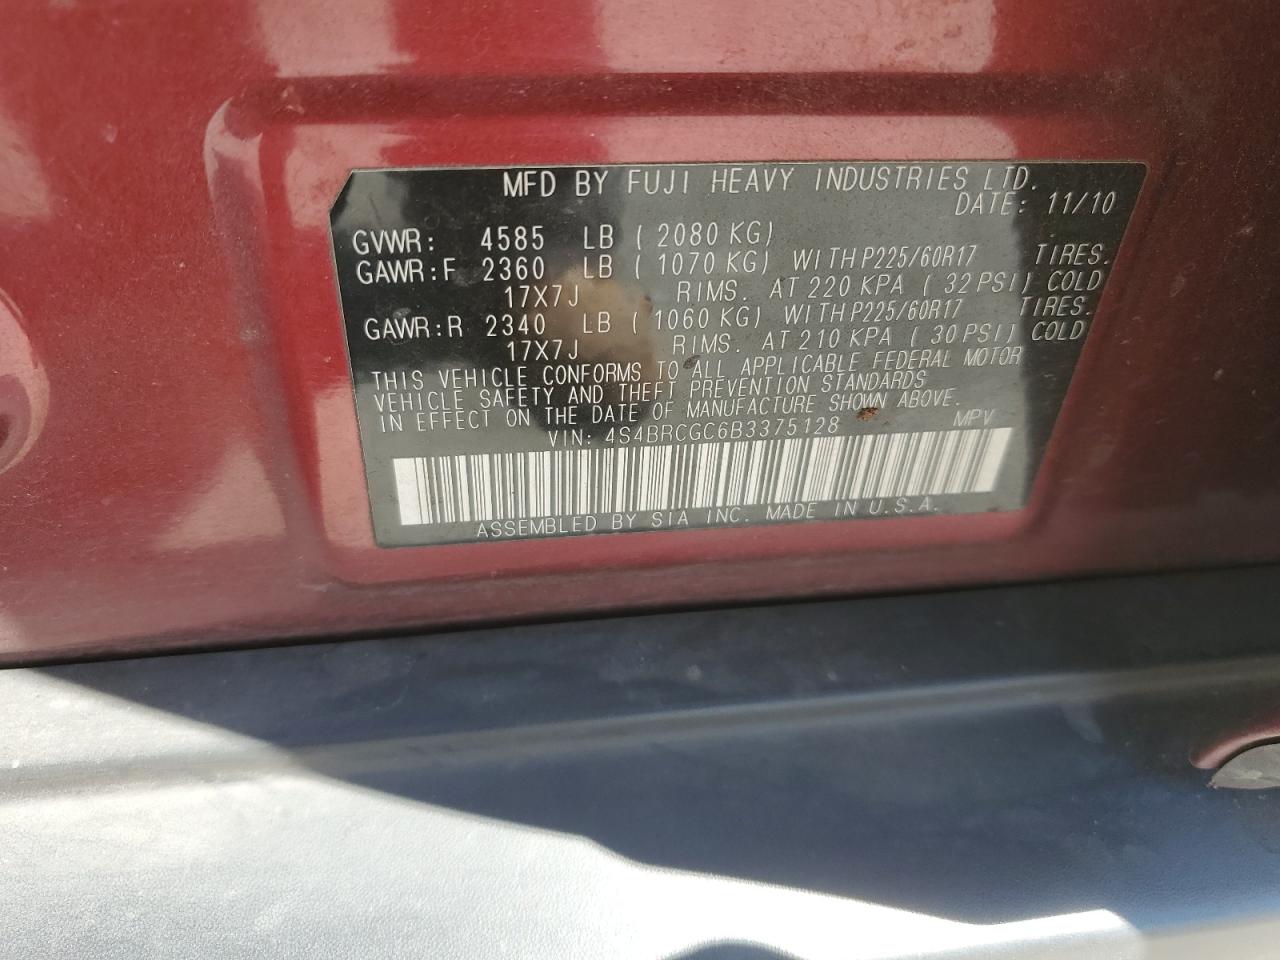 MFD BY FUJI HEAVY INDUSTRIES LTD.
DATE: 11/10
GVWR: 4585 LB ( 2080 KG)
GAWR:F 2360 LB ( 1070 KG) WITH P225/60R17 TIRES.
17X7J RIMS. AT 220 KPA ( 32 PSI) COLD
GAWR:R 2340 LB ( 1060 KG) WITH P225/60R17 TIRES.
17X7J RIMS. AT 210 KPA ( 30 PSI) COLD
THIS VEHICLE CONFORMS TO ALL APPLICABLE FEDERAL MOTOR
VEHICLE SAFETY AND THEFT PREVENTION STANDARDS
IN EFFECT ON THE DATE OF MANUFACTURE SHOWN ABOVE.
VIN: 4S4BRCGC6B3375128 MPV
ASSEMBLED BY SIA INC. MADE IN U.S.A.